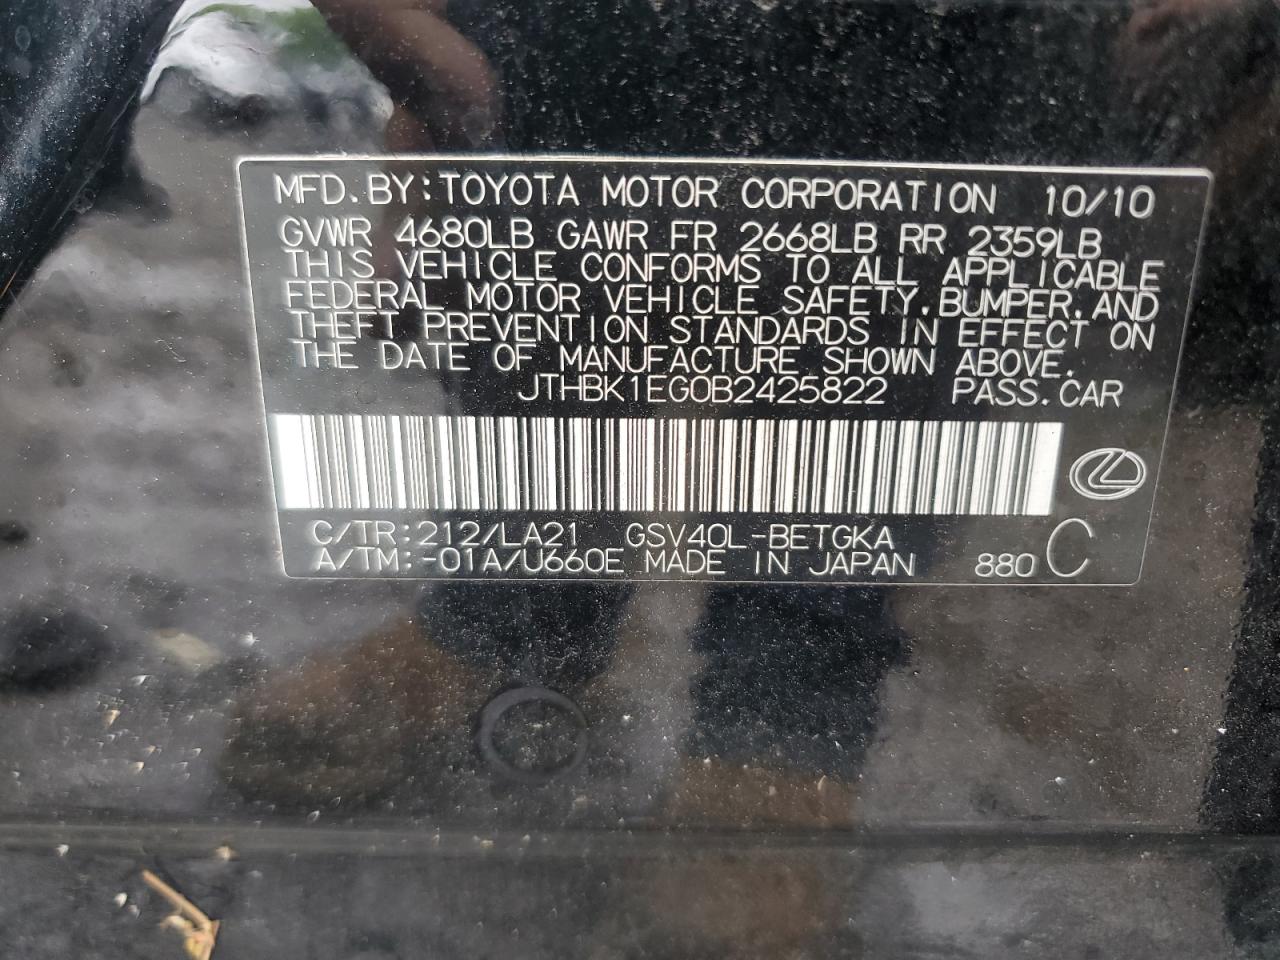 MFD.BY:TOYOTA MOTOR CORPORATION 10/10
GVWR 4680LB GAWR FR 2668LB RR 2359LB
THIS VEHICLE CONFORMS TO ALL APPLICABLE
FEDERAL MOTOR VEHICLE SAFETY,BUMPER,AND
THEFT PREVENTION STANDARDS IN EFFECT ON
THE DATE OF MANUFACTURE SHOWN ABOVE.
JTHBK1EG0B2425822 PASS.CAR
C/TR:212/LA21 GSV40L-BETGKA
A/TM:-01A/U660E MADE IN JAPAN 880 C